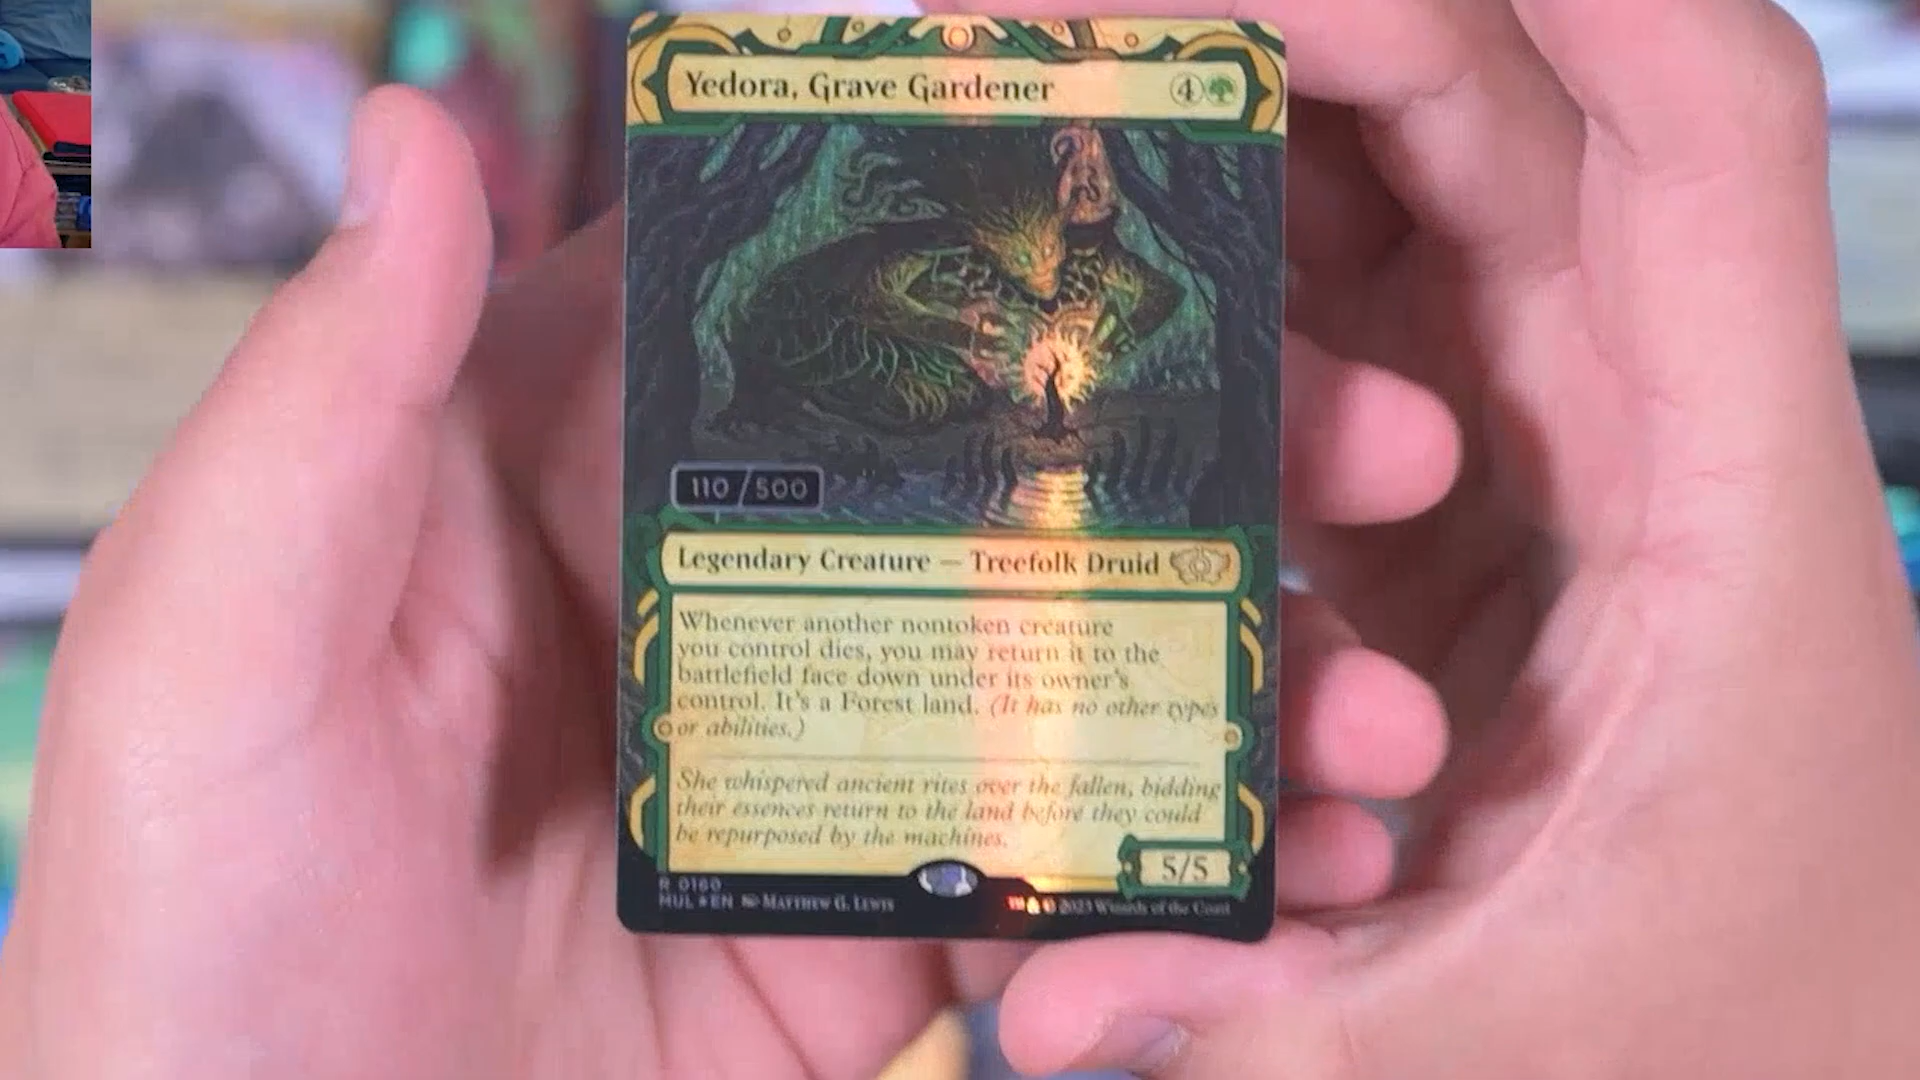 Yedora, Grave Gardener
4
110/500
Legendary Creature — Treefolk Druid
Whenever another nontoken creature
you control dies, you may return it to the
battlefield face down under its owner's
control. It's a Forest land. (It has no other types
or abilities.)
She whispered ancient rites over the fallen, bidding
their essences return to the land before they could
be repurposed by the machines.
5/5
R 0160
MUL ★ EN Matthew G. Lewis
™ & © 2023 Wizards of the Coast